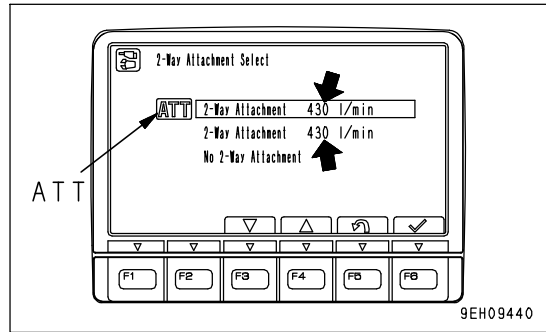 2-Way Attachment Select
ATT 2-Way Attachment 430 l/min
2-Way Attachment 430 l/min
No 2-Way Attachment
ATT
F1 F2 F3 F4 F5 F6
9EH09440